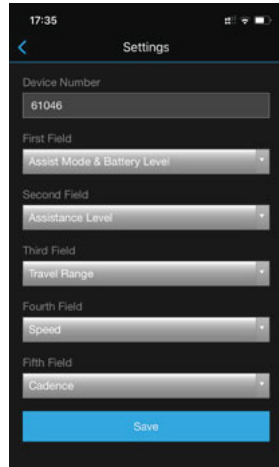 17:35
Settings
Device Number
61046
First Field
Assist Mode & Battery Level
Second Field
Assistance Level
Third Field
Travel Range
Fourth Field
Speed
Fifth Field
Cadence
Save